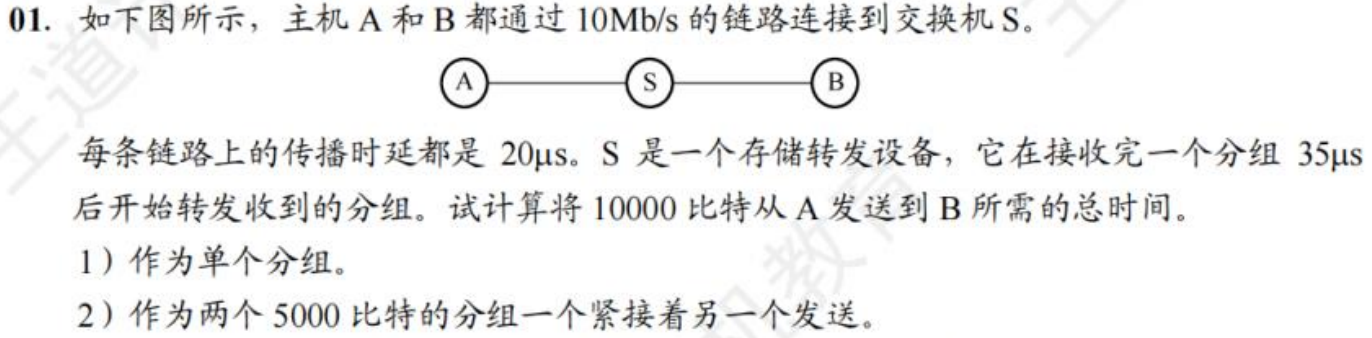 01. 如下图所示，主机 A 和 B 都通过 10Mb/s 的链路连接到交换机 S。
A S B
每条链路上的传播时延都是 20μs。S 是一个存储转发设备，它在接收完一个分组 35μs
后开始转发收到的分组。试计算将 10000 比特从 A 发送到 B 所需的总时间。
1）作为单个分组。
2）作为两个 5000 比特的分组一个紧接着另一个发送。
王道
机教育